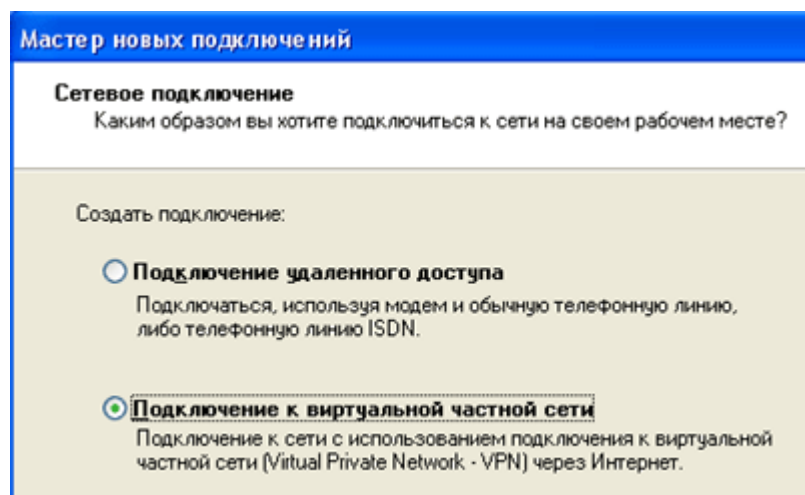 Мастер новых подключений
Сетевое подключение
Каким образом вы хотите подключиться к сети на своем рабочем месте?
Создать подключение:
Подключение удаленного доступа
Подключаться, используя модем и обычную телефонную линию,
либо телефонную линию ISDN.
Подключение к виртуальной частной сети
Подключение к сети с использованием подключения к виртуальной
частной сети (Virtual Private Network - VPN) через Интернет.